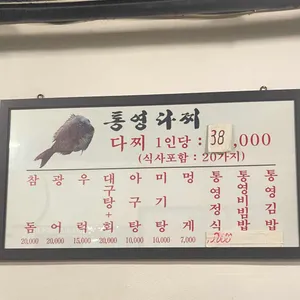 통영다찌
다찌 1인당 : 38,000
(식사포함 : 20가지)
참돔
광어
우럭
대구탕+회
아구탕
미기탕
멍게
통영정식
통영비빔밥
통영김밥
20,000 20,000 15,000 20,000 10,000 10,000 10,000